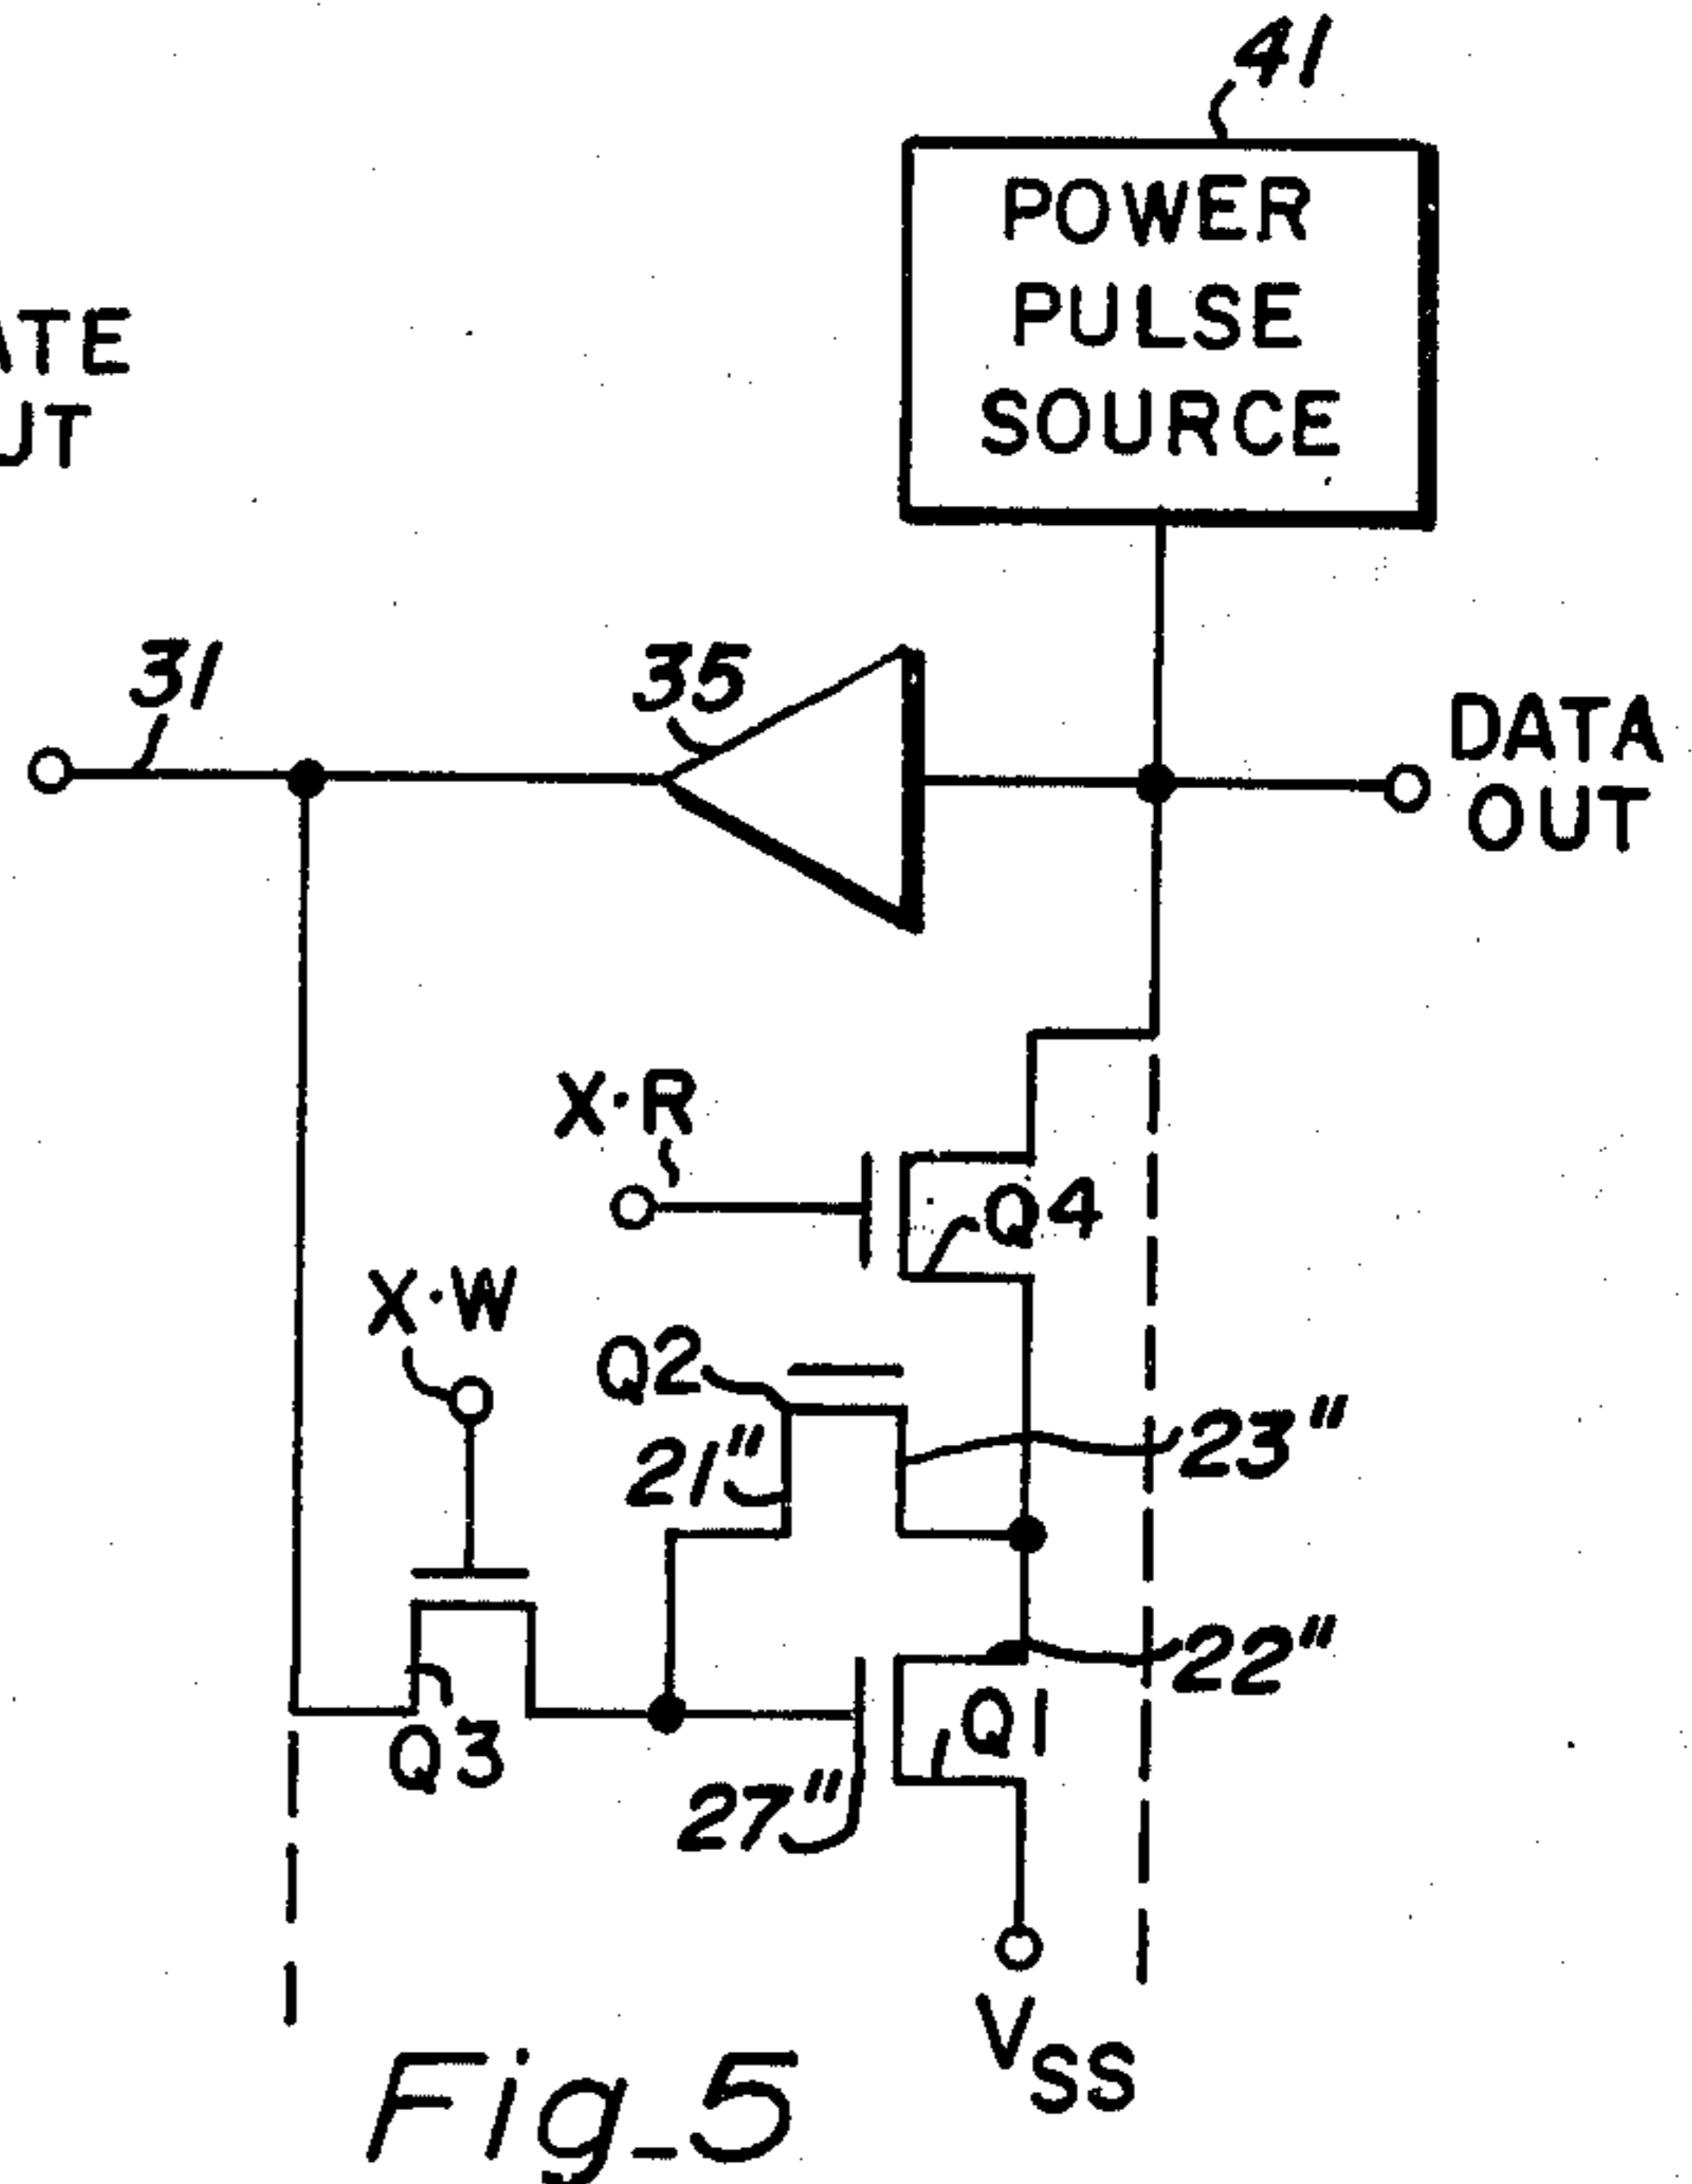 41
POWER
PULSE
SOURCE
ATE
UT
31
35
DATA
OUT
X·R
Q4
X·W
Q2
21"
23"
22"
Q1
Q3
27"
VSS
Fig_5